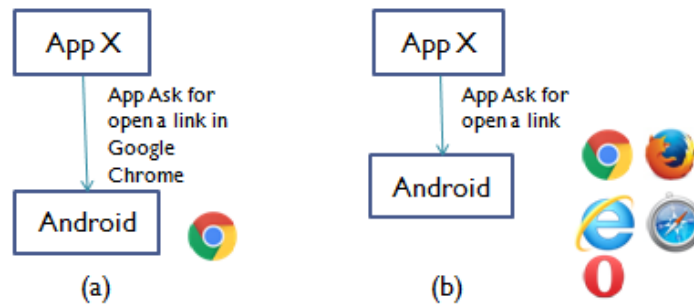 App X
App Ask for
open a link in
Google
Chrome
Android
(a)
App X
App Ask for
open a link
Android
(b)